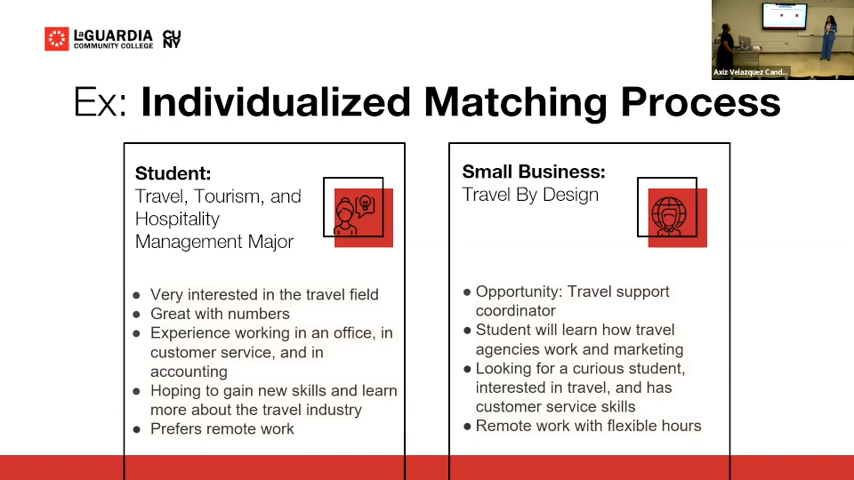 LaGUARDIA CU
COMMUNITY COLLEGE NY
Axiz Velazquez Cand...
Ex: Individualized Matching Process
Student:
Travel, Tourism, and
Hospitality
Management Major
● Very interested in the travel field
● Great with numbers
● Experience working in an office, in
customer service, and in
accounting
● Hoping to gain new skills and learn
more about the travel industry
● Prefers remote work
Small Business:
Travel By Design
● Opportunity: Travel support
coordinator
● Student will learn how travel
agencies work and marketing
● Looking for a curious student,
interested in travel, and has
customer service skills
● Remote work with flexible hours